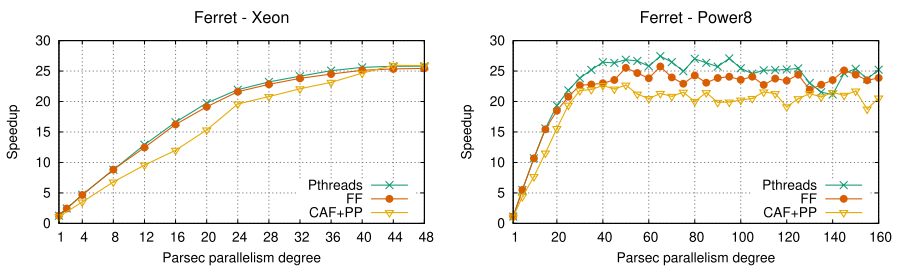 Ferret - Xeon
30
25
20
15
10
5
0
Speedup
Pthreads
FF
CAF+PP
1 4 8 12 16 20 24 28 32 36 40 44 48
Parsec parallelism degree
Ferret - Power8
30
25
20
15
10
5
0
Speedup
Pthreads
FF
CAF+PP
1 20 40 60 80 100 120 140 160
Parsec parallelism degree